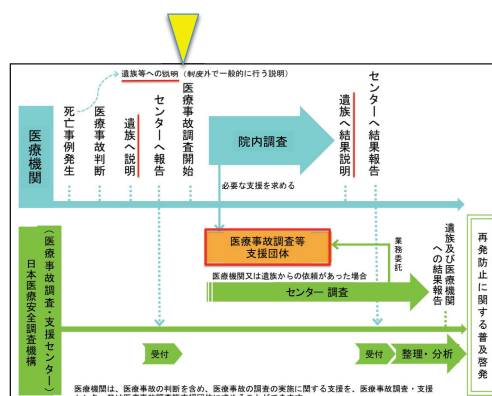 遺族等への説明(制度外で一般的に行う説明)
医療機関
死亡事例発生
医療事故判断
遺族へ説明
センターへ報告
医療事故調査開始
院内調査
遺族へ結果説明
センターへ結果報告
必要な支援を求める
医療事故調査等
支援団体
業務委託
医療機関又は遺族からの依頼があった場合
センター 調査
遺族及び医療機関
への結果報告
再発防止に関する普及啓発
日本医療安全調査機構
(医療事故調査・支援センター)
受付
受付
整理・分析
医療機関は、医療事故の判断を含め、医療事故の調査の実施に関する支援を、医療事故調査・支援